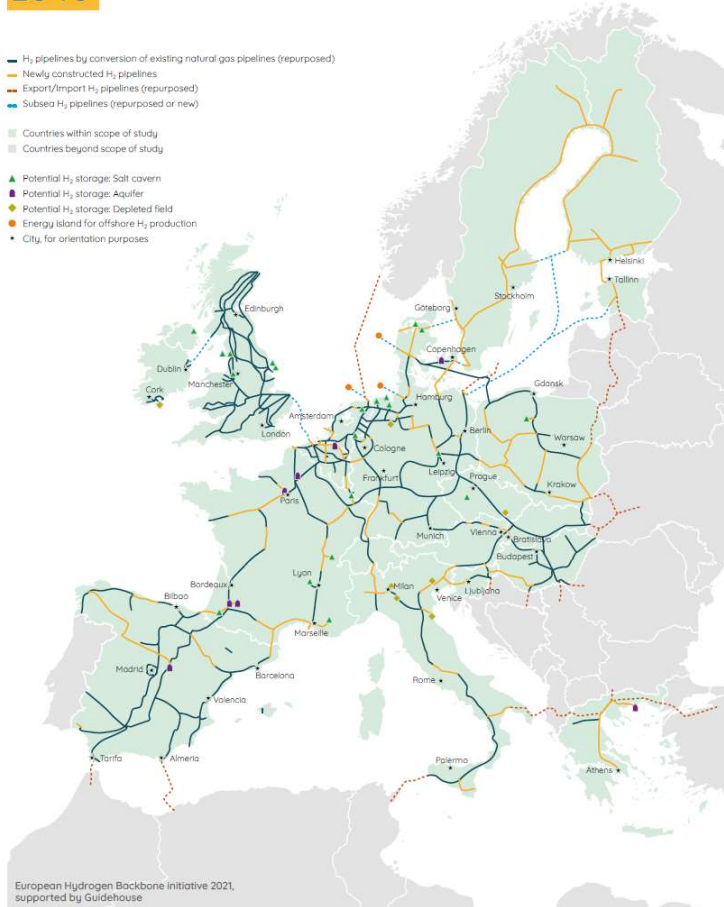 H₂ pipelines by conversion of existing natural gas pipelines (repurposed)
Newly constructed H₂ pipelines
Export/Import H₂ pipelines (repurposed)
Subsea H₂ pipelines (repurposed or new)
Countries within scope of study
Countries beyond scope of study
Potential H₂ storage: Salt cavern
Potential H₂ storage: Aquifer
Potential H₂ storage: Depleted field
Energy island for offshore H₂ production
City, for orientation purposes
Helsinki
Tallinn
Stockholm
Göteborg
Edinburgh
Copenhagen
Dublin
Manchester
Cork
Hamburg
Gdansk
Amsterdam
London
Berlin
Warsaw
Cologne
Leipzig
Frankfurt
Prague
Krakow
Paris
Munich
Vienna
Bratislava
Budapest
Lyon
Bordeaux
Milan
Venice
Ljubljana
Bilbao
Marseille
Madrid
Barcelona
Rome
Valencia
Tarifa
Almeria
Palermo
Athens
European Hydrogen Backbone initiative 2021,
supported by Guidehouse